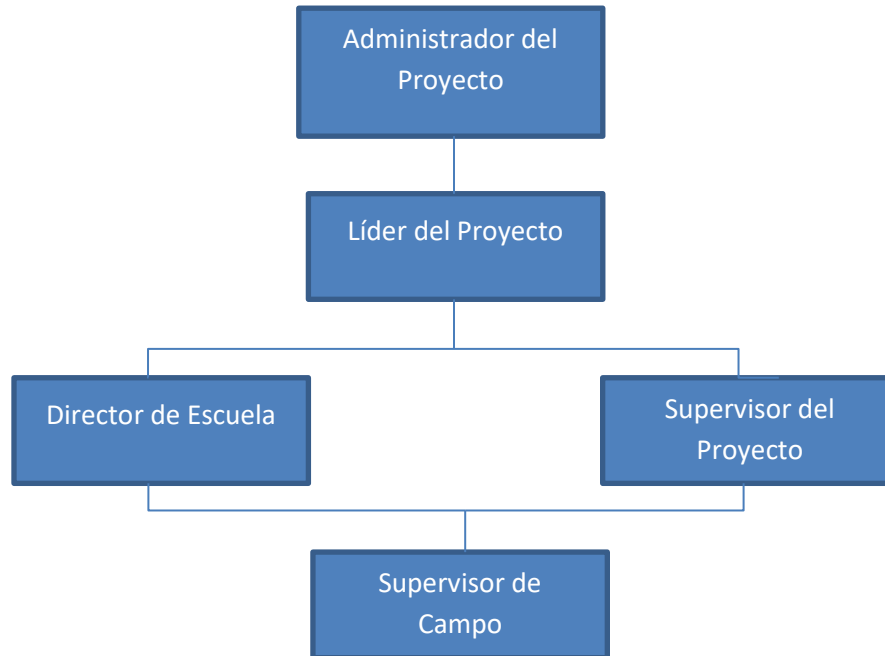 Administrador del
Proyecto
Líder del Proyecto
Director de Escuela
Supervisor del
Proyecto
Supervisor de
Campo